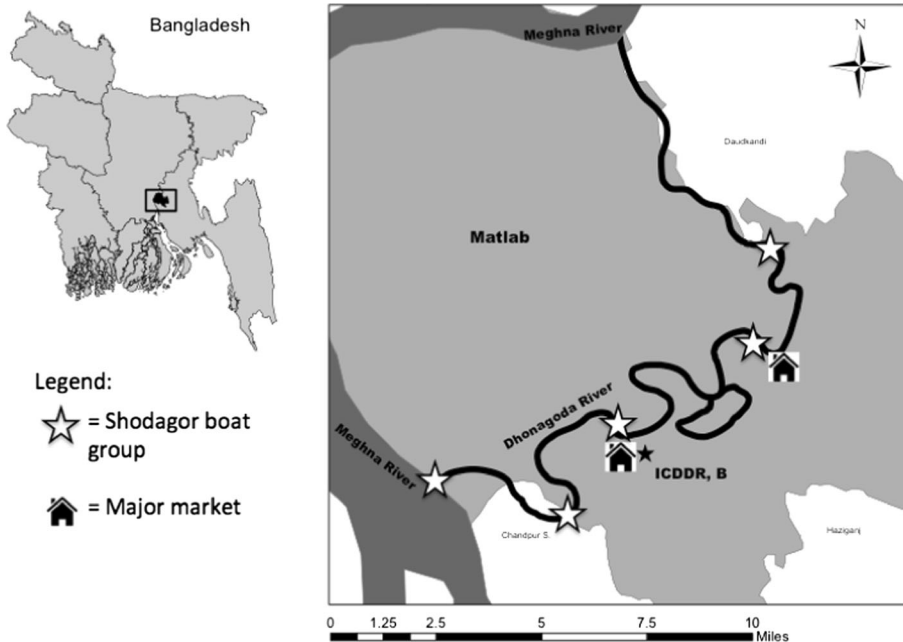 Bangladesh
Legend:
= Shodagor boat
group
= Major market
Meghna River
N
Daudkandi
Matlab
Dhonagoda River
Meghna River
ICDDR, B
Chandpur S.
Haziganj
0 1.25 2.5 5 7.5 10
Miles